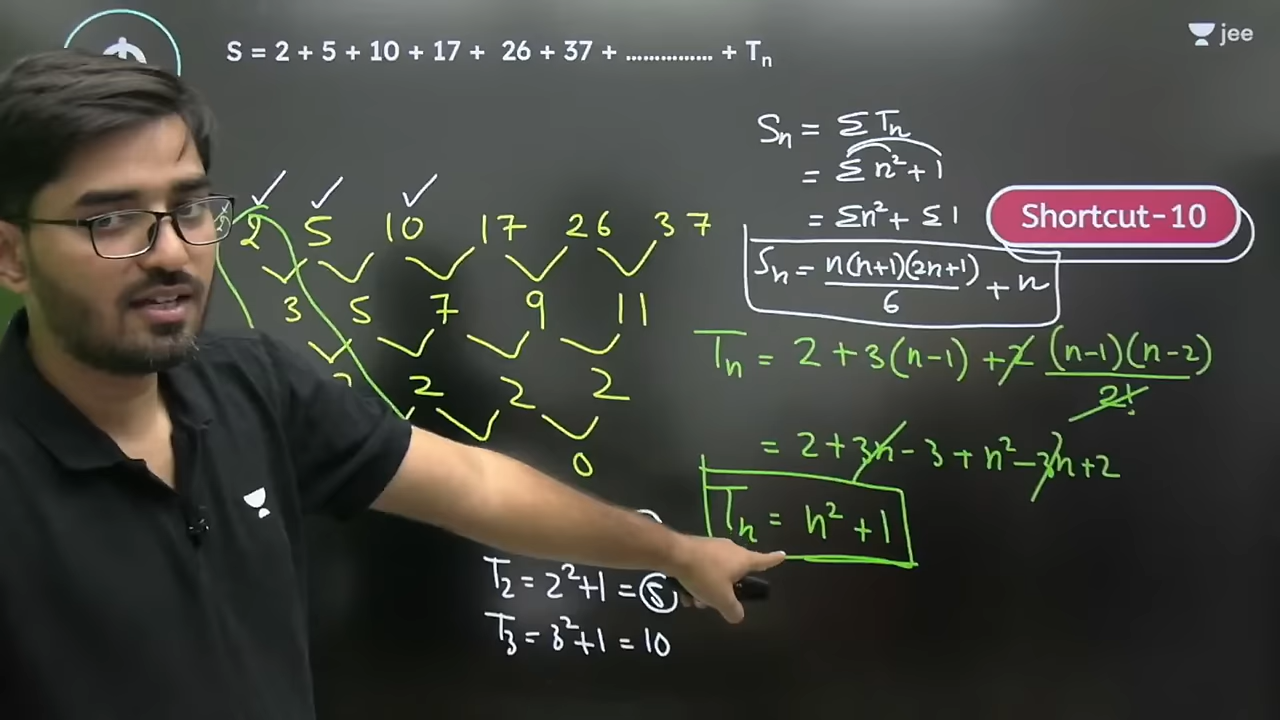 S = 2 + 5 + 10 + 17 + 26 + 37 + ............... + Tₙ
jee
Sₙ = ΣTₙ
= Σ n² + 1
= Σn² + Σ1
Shortcut-10
Sₙ = n(n+1)(2n+1)/6 + n
2 5 10 17 26 37
3 5 7 9 11
2 2 2
0
Tₙ = 2 + 3(n-1) + 2 (n-1)(n-2)/2!
= 2 + 3n - 3 + n² - 3n + 2
Tₙ = n² + 1
T₂ = 2² + 1 = 5
T₃ = 3² + 1 = 10